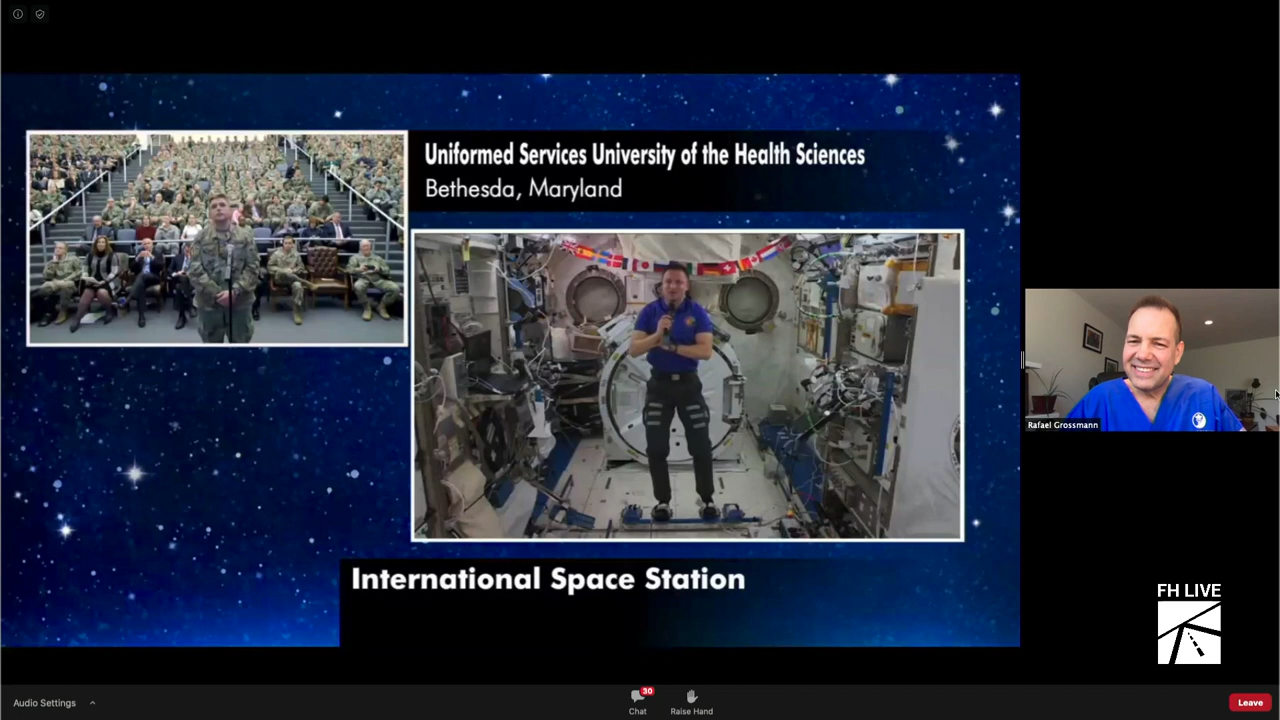 Uniformed Services University of the Health Sciences
Bethesda, Maryland
International Space Station
Rafael Grossmann
FH LIVE
Audio Settings
30
Chat
Raise Hand
Leave